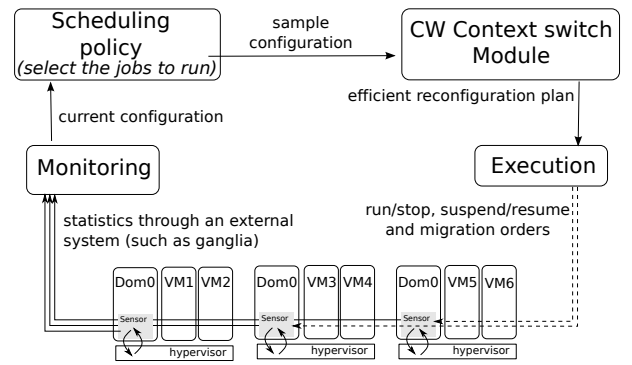 Scheduling
policy
(select the jobs to run)
sample
configuration
CW Context switch
Module
efficient reconfiguration plan
current configuration
Monitoring
Execution
statistics through an external
system (such as ganglia)
run/stop, suspend/resume
and migration orders
Dom0 VM1 VM2 Dom0 VM3 VM4 Dom0 VM5 VM6
Sensor Sensor Sensor
hypervisor hypervisor hypervisor